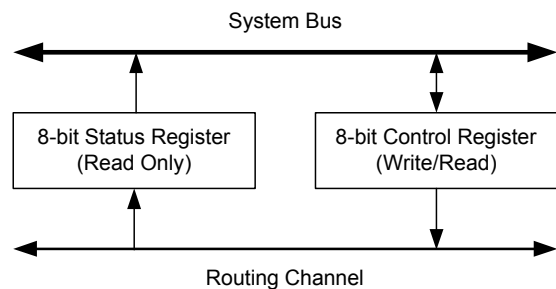 System Bus
8-bit Status Register
(Read Only)
8-bit Control Register
(Write/Read)
Routing Channel